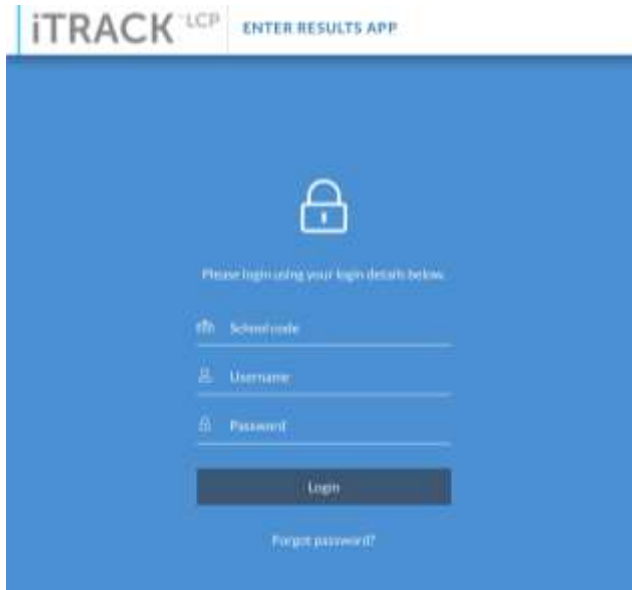 iTRACK LCP ENTER RESULTS APP
Please login using your login details below.
School code
Username
Password
Login
Forgot password?